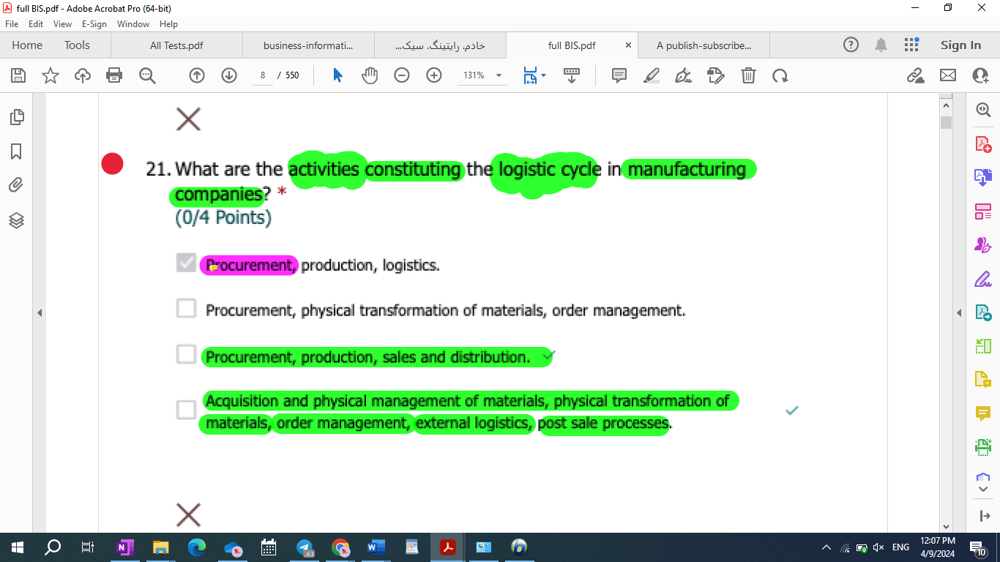 full BIS.pdf - Adobe Acrobat Pro (64-bit)
File Edit View E-Sign Window Help
Home Tools All Tests.pdf business-informati... خادم. رایتینگ. سیک... full BIS.pdf × A publish-subscribe... Sign In
8 / 550 131%
21. What are the activities constituting the logistic cycle in manufacturing
companies? *
(0/4 Points)
Procurement, production, logistics.
Procurement, physical transformation of materials, order management.
Procurement, production, sales and distribution.
Acquisition and physical management of materials, physical transformation of
materials, order management, external logistics, post sale processes.
63
ENG
12:07 PM
4/9/2024
10